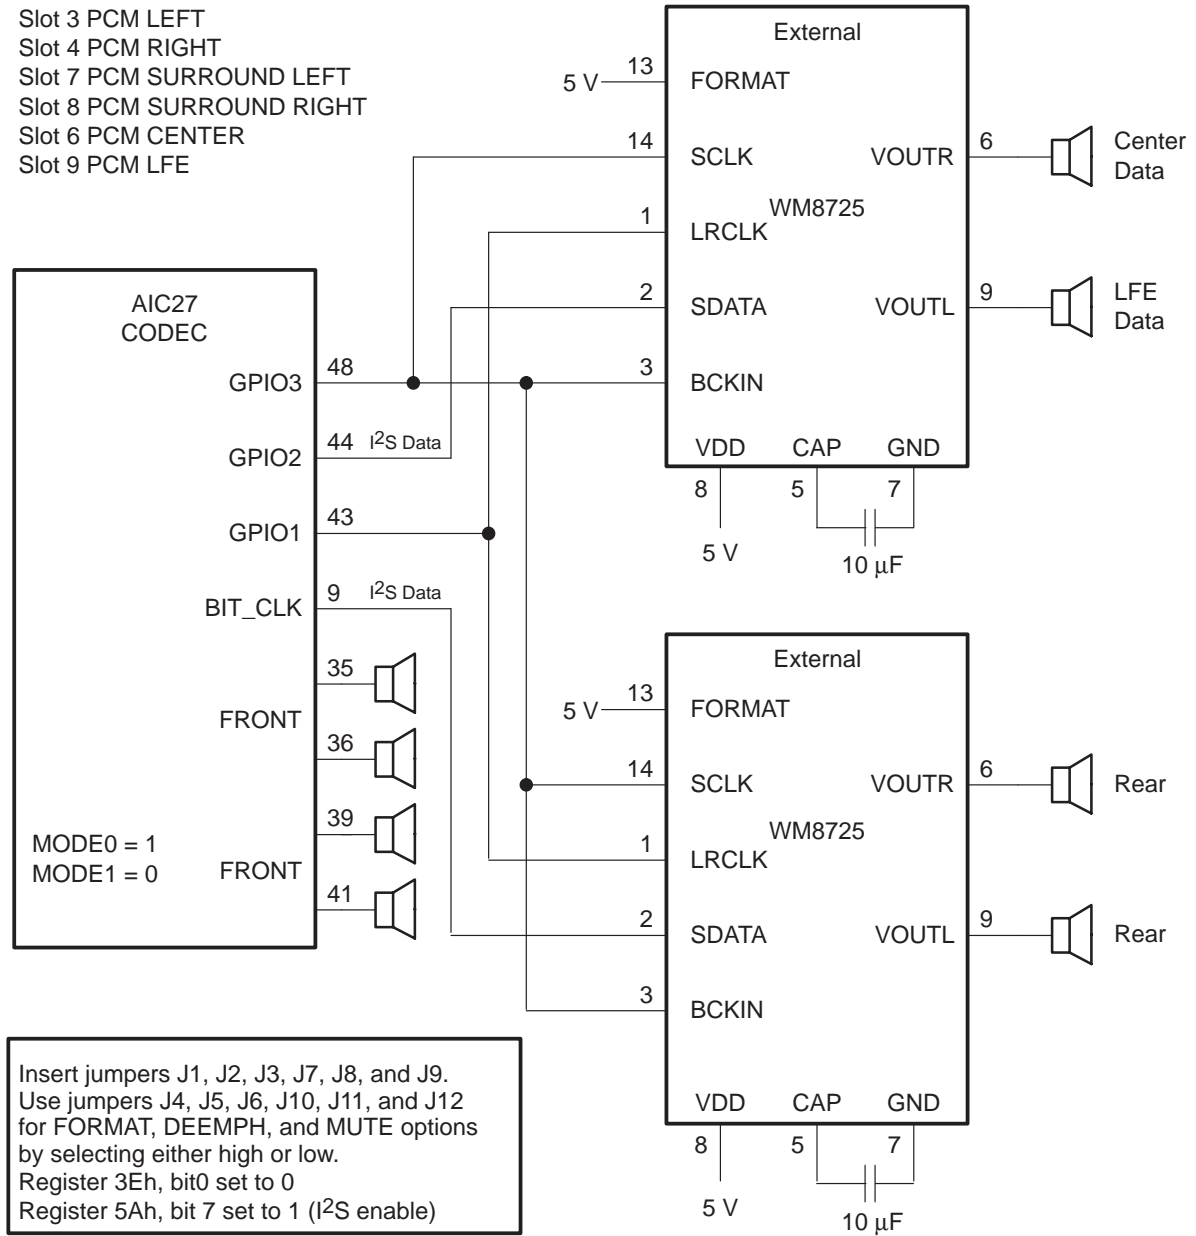 Slot 3 PCM LEFT
Slot 4 PCM RIGHT
Slot 7 PCM SURROUND LEFT
Slot 8 PCM SURROUND RIGHT
Slot 6 PCM CENTER
Slot 9 PCM LFE
External
5 V 13 FORMAT
14 SCLK VOUTR 6 Center
Data
WM8725
1 LRCLK
2 SDATA VOUTL 9 LFE
Data
3 BCKIN
VDD CAP GND
8 5 7
5 V
10 μF
AIC27
CODEC
GPIO3 48
GPIO2 44 I2S Data
GPIO1 43
BIT_CLK 9 I2S Data
35
FRONT
36
39
MODE0 = 1
MODE1 = 0
FRONT
41
External
5 V 13 FORMAT
14 SCLK VOUTR 6 Rear
WM8725
1 LRCLK
2 SDATA VOUTL 9 Rear
3 BCKIN
VDD CAP GND
8 5 7
5 V
10 μF
Insert jumpers J1, J2, J3, J7, J8, and J9.
Use jumpers J4, J5, J6, J10, J11, and J12
for FORMAT, DEEMPH, and MUTE options
by selecting either high or low.
Register 3Eh, bit0 set to 0
Register 5Ah, bit 7 set to 1 (I2S enable)